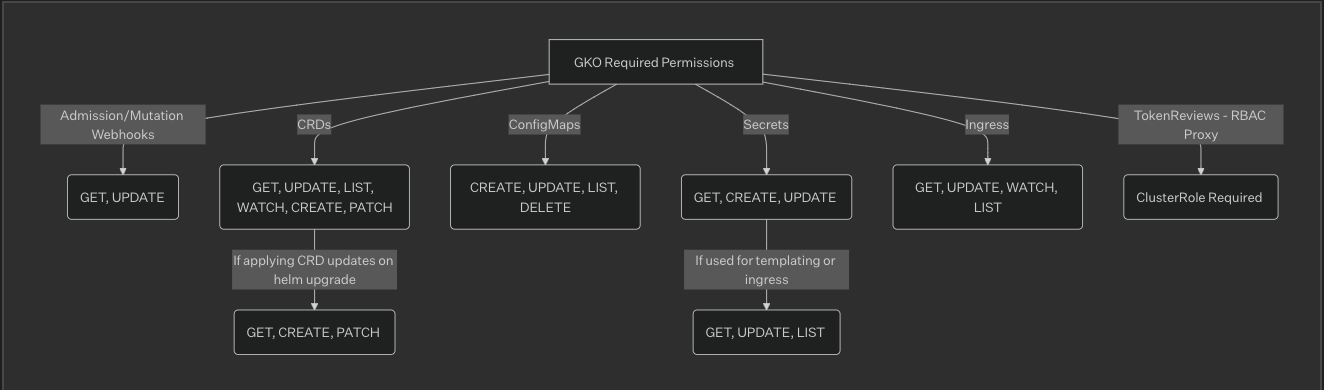 GKO Required Permissions
Admission/Mutation
Webhooks
CRDs
ConfigMaps
Secrets
Ingress
TokenReviews - RBAC
Proxy
GET, UPDATE
GET, UPDATE, LIST,
WATCH, CREATE, PATCH
CREATE, UPDATE, LIST,
DELETE
GET, CREATE, UPDATE
GET, UPDATE, WATCH,
LIST
ClusterRole Required
If applying CRD updates on
helm upgrade
If used for templating or
ingress
GET, CREATE, PATCH
GET, UPDATE, LIST